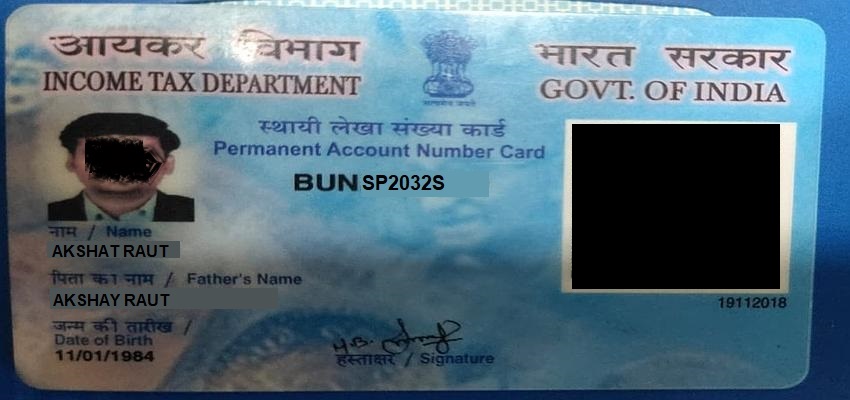 आयकर विभाग
INCOME TAX DEPARTMENT
सत्यमेव जयते
भारत सरकार
GOVT. OF INDIA
स्थायी लेखा संख्या कार्ड
Permanent Account Number Card
BUNSP2032S
नाम / Name
AKSHAT RAUT
पिता का नाम / Father's Name
AKSHAY RAUT
19112018
जन्म की तारीख /
Date of Birth
11/01/1984
हस्ताक्षर / Signature